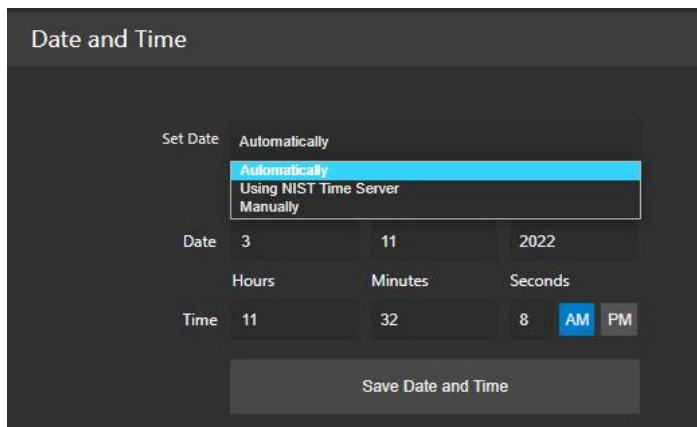 Date and Time
Set Date Automatically
Automatically
Using NIST Time Server
Manually
Date 3 11 2022
Hours Minutes Seconds
Time 11 32 8 AM PM
Save Date and Time